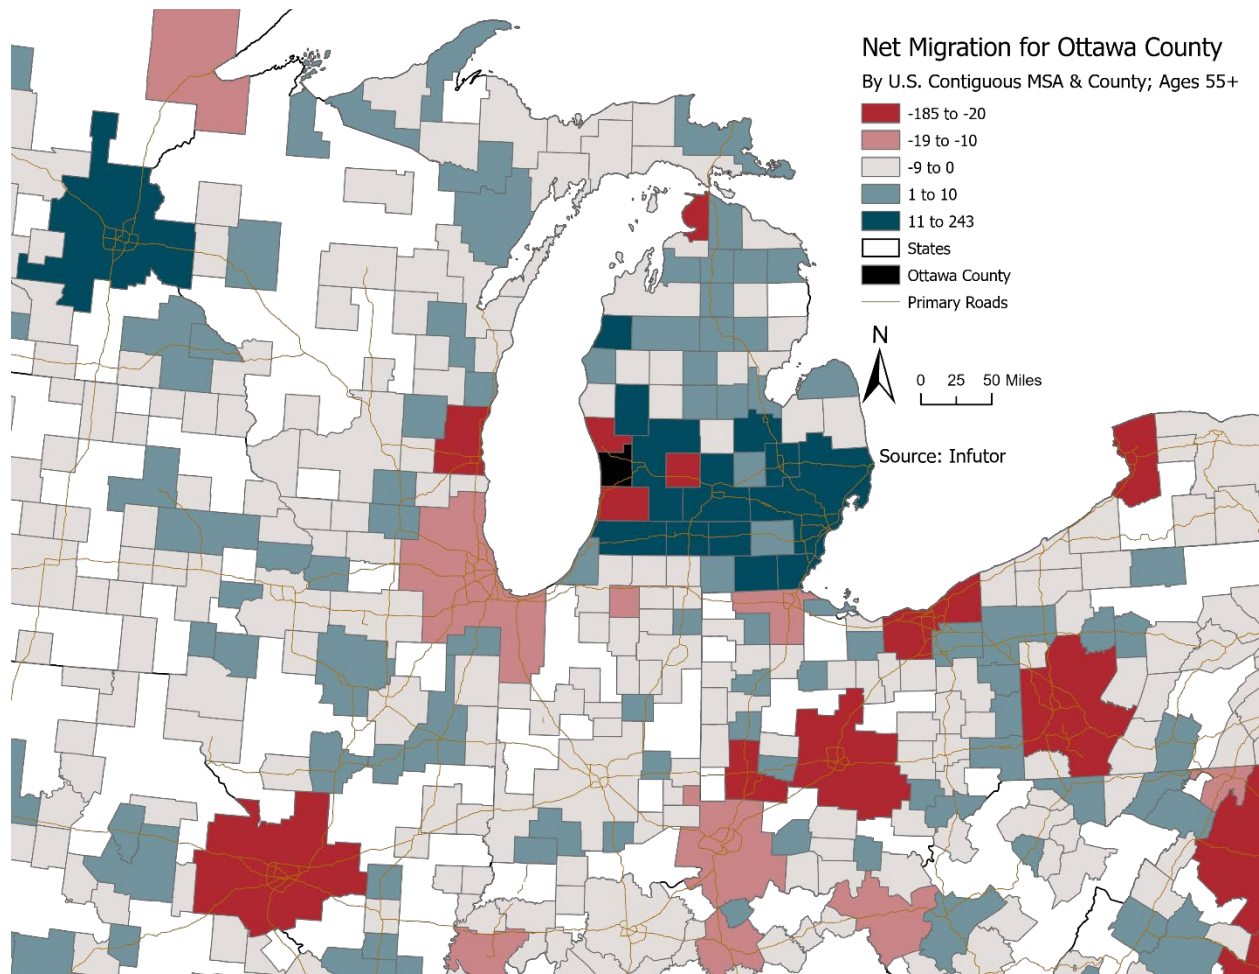 Net Migration for Ottawa County
By U.S. Contiguous MSA & County; Ages 55+
-185 to -20
-19 to -10
-9 to 0
1 to 10
11 to 243
States
Ottawa County
Primary Roads
N
0 25 50 Miles
Source: Infutor